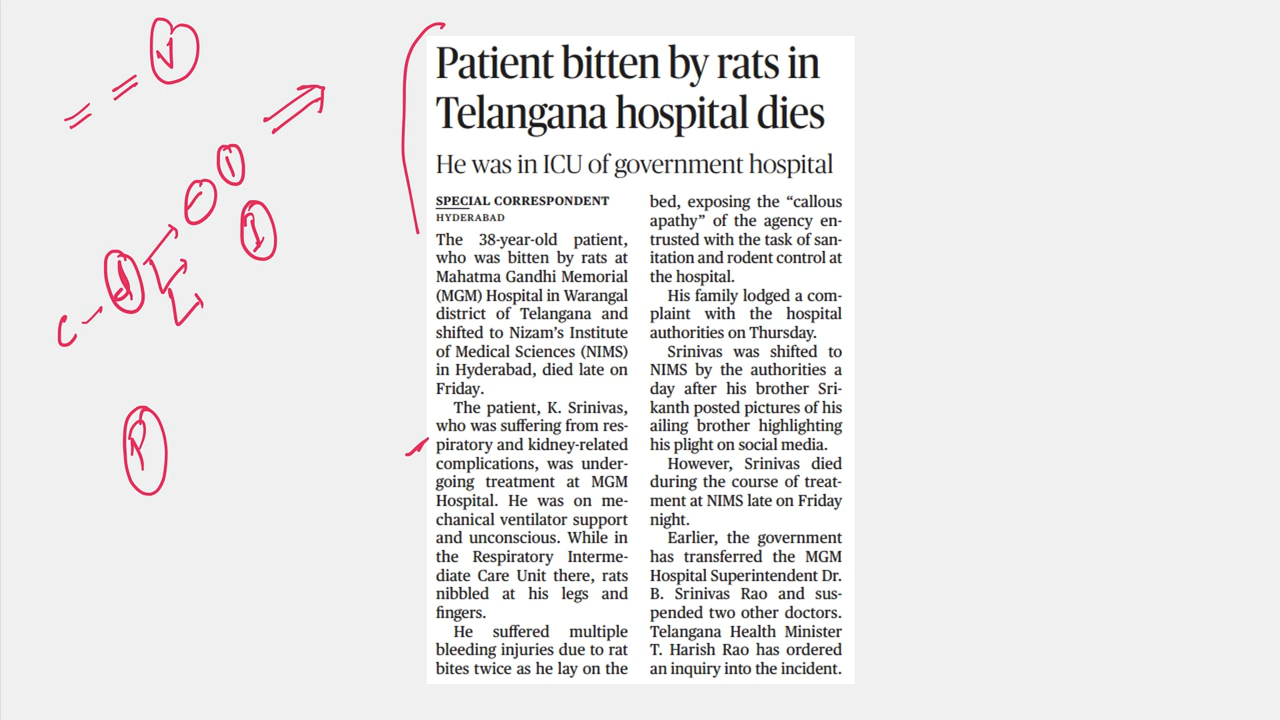 Patient bitten by rats in
Telangana hospital dies
He was in ICU of government hospital
SPECIAL CORRESPONDENT
HYDERABAD
The 38-year-old patient,
who was bitten by rats at
Mahatma Gandhi Memorial
(MGM) Hospital in Warangal
district of Telangana and
shifted to Nizam's Institute
of Medical Sciences (NIMS)
in Hyderabad, died late on
Friday.
The patient, K. Srinivas,
who was suffering from res-
piratory and kidney-related
complications, was under-
going treatment at MGM
Hospital. He was on me-
chanical ventilator support
and unconscious. While in
the Respiratory Interme-
diate Care Unit there, rats
nibbled at his legs and
fingers.
He suffered multiple
bleeding injuries due to rat
bites twice as he lay on the
bed, exposing the “callous
apathy” of the agency en-
trusted with the task of san-
itation and rodent control at
the hospital.
His family lodged a com-
plaint with the hospital
authorities on Thursday.
Srinivas was shifted to
NIMS by the authorities a
day after his brother Sri-
kanth posted pictures of his
ailing brother highlighting
his plight on social media.
However, Srinivas died
during the course of treat-
ment at NIMS late on Friday
night.
Earlier, the government
has transferred the MGM
Hospital Superintendent Dr.
B. Srinivas Rao and sus-
pended two other doctors.
Telangana Health Minister
T. Harish Rao has ordered
an inquiry into the incident.